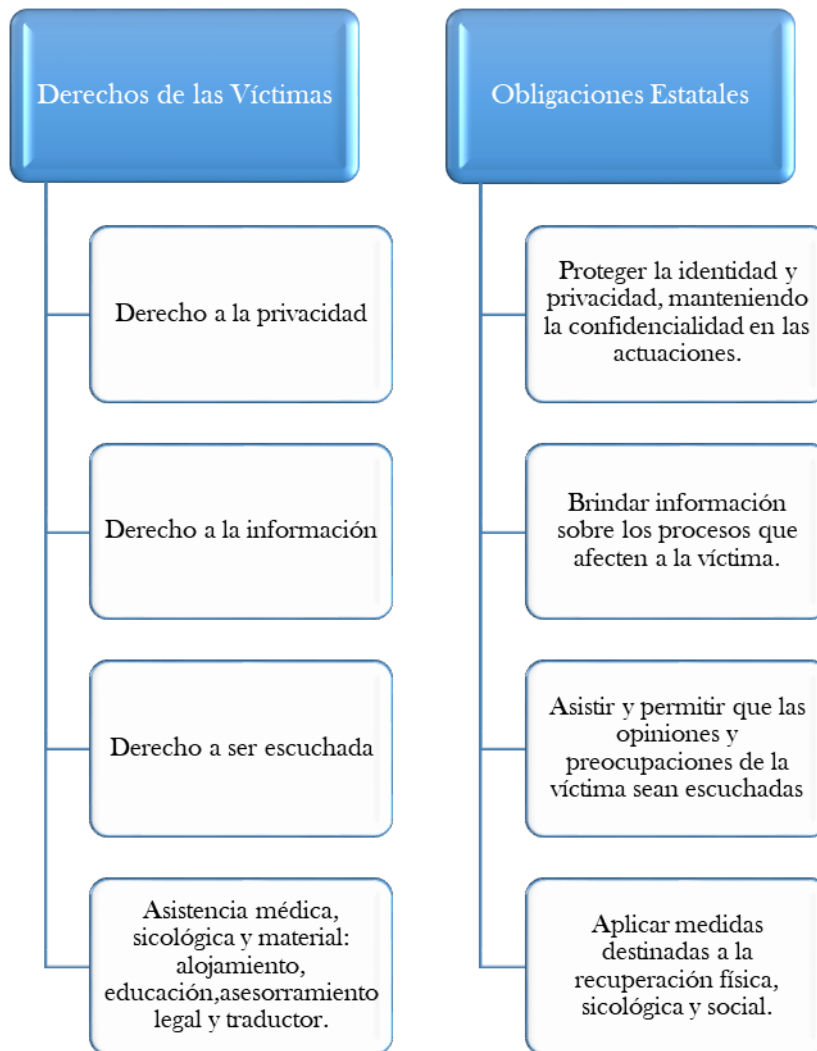 Derechos de las Víctimas
Derecho a la privacidad
Derecho a la información
Derecho a ser escuchada
Asistencia médica,
sicológica y material:
alojamiento,
educación,asesorramiento
legal y traductor.
Obligaciones Estatales
Proteger la identidad y
privacidad, manteniendo
la confidencialidad en las
actuaciones.
Brindar información
sobre los procesos que
afecten a la víctima.
Asistir y permitir que las
opiniones y
preocupaciones de la
víctima sean escuchadas
Aplicar medidas
destinadas a la
recuperación física,
sicológica y social.